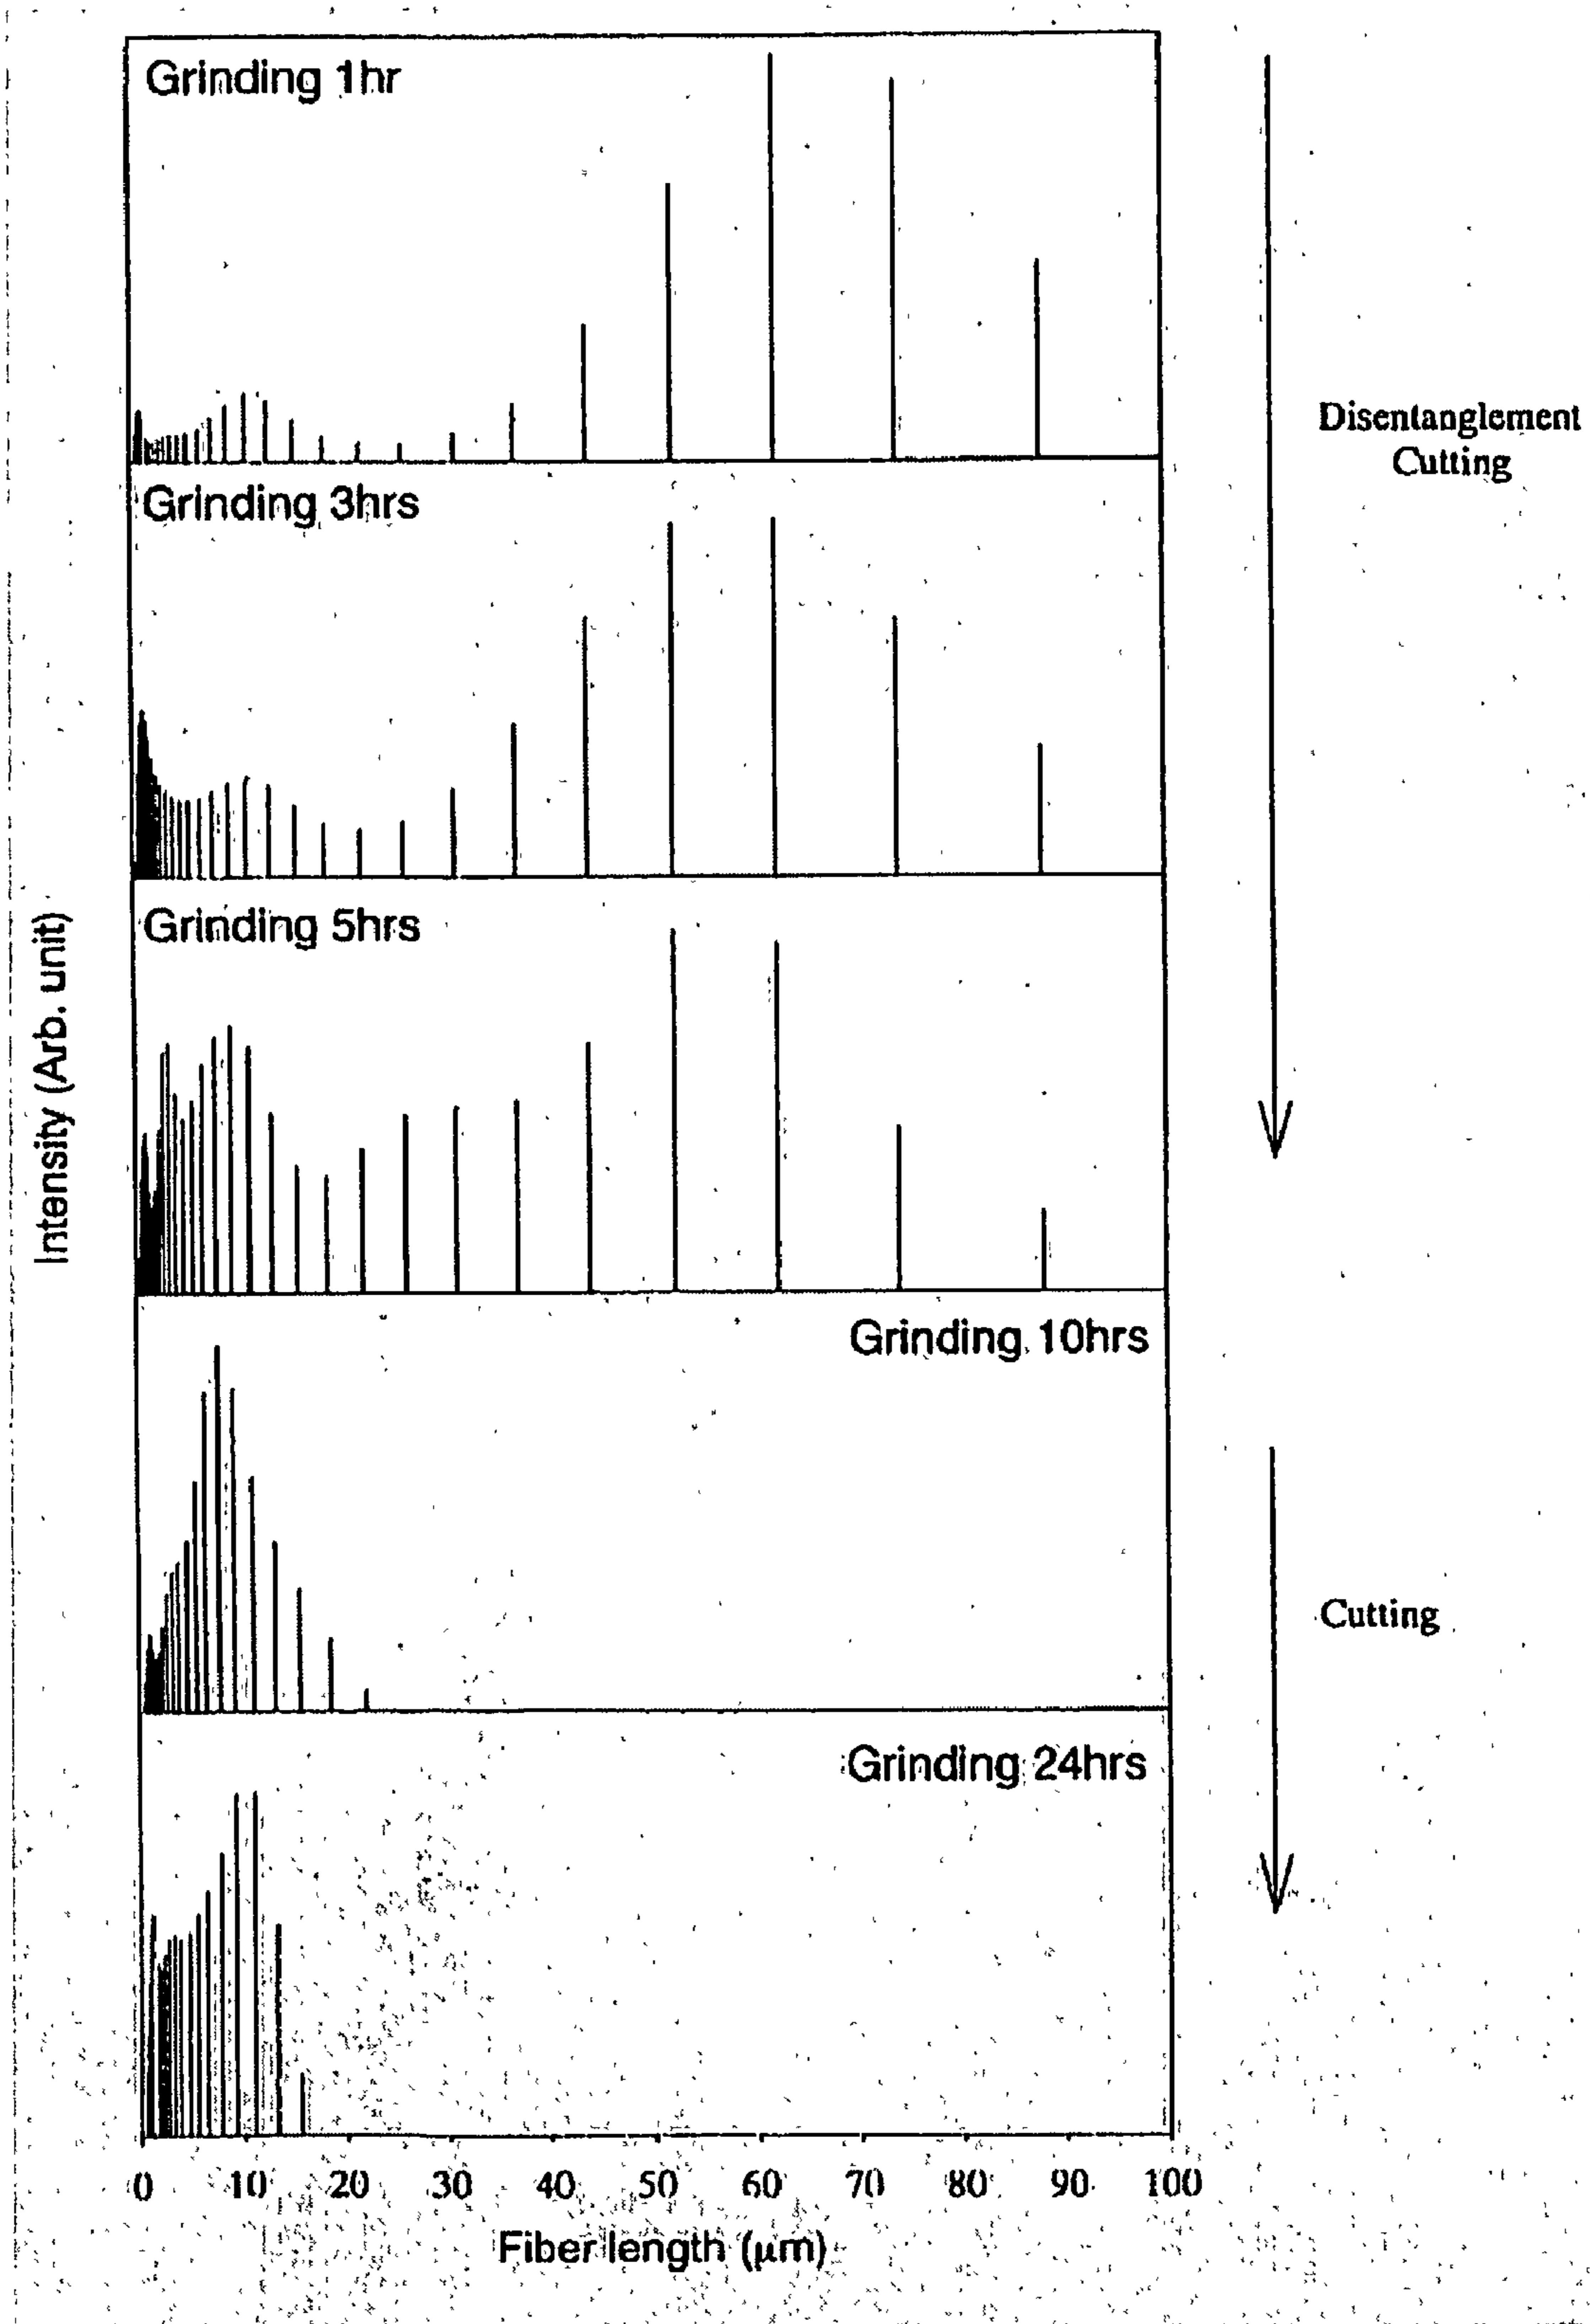 Grinding 1hr
Disentanglement
Cutting
Grinding 3hrs
Grinding 5hrs
Intensity (Arb. unit)
Grinding 10hrs
Cutting
Grinding 24hrs
0 10 20 30 40 50 60 70 80 90 100
Fiber length (μm)